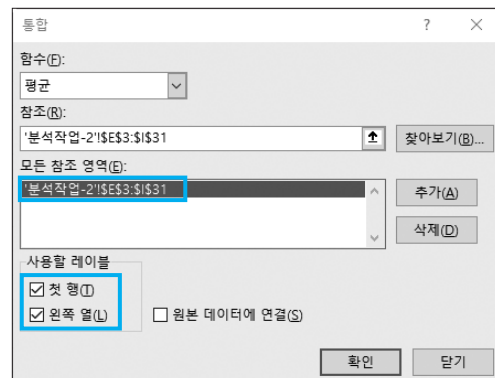 통합 ? ×
함수(F):
평균
참조(R):
'분석작업-2'!$E$3:$I$31 찾아보기(B)...
모든 참조 영역(E):
'분석작업-2'!$E$3:$I$31 추가(A)
삭제(D)
사용할 레이블
첫 행(T)
왼쪽 열(L) 원본 데이터에 연결(S)
확인 닫기